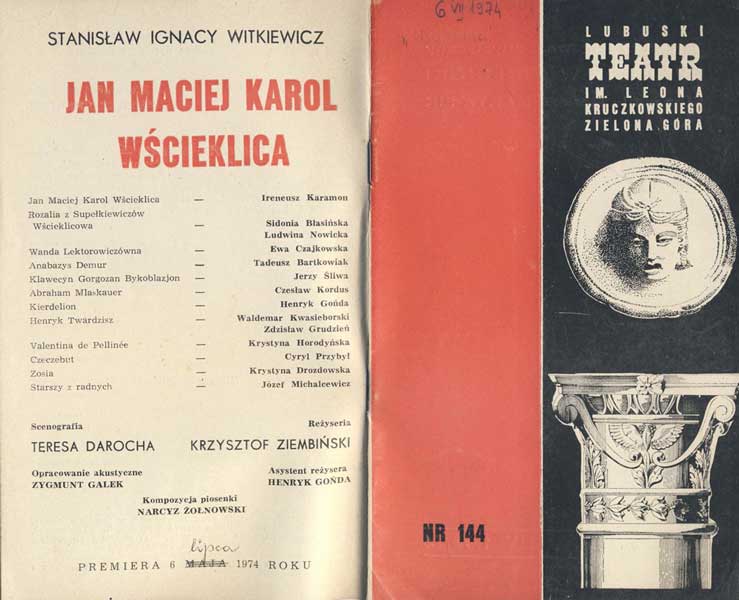 STANISŁAW IGNACY WITKIEWICZ
JAN MACIEJ KAROL
WŚCIEKLICA
Jan Maciej Karol Wścieklica — Ireneusz Karamon
Rozalia z Supełkiewiczów
Wścieklicowa — Sidonia Błasińska
Ludwina Nowicka
Wanda Lektorowiczówna — Ewa Czajkowska
Anabazys Demur — Tadeusz Bartkowiak
Klawecyn Gorgozan Bykoblazjon — Jerzy Śliwa
Abraham Mlaskauer — Czesław Kordus
Kierdelion — Henryk Gońda
Henryk Twardzisz — Waldemar Kwasieborski
Zdzisław Grudzień
Valentina de Pellinée — Krystyna Horodyńska
Czeczebut — Cyryl Przybył
Zosia — Krystyna Drozdowska
Starszy z radnych — Józef Michalcewicz
Scenografia Reżyseria
TERESA DAROCHA KRZYSZTOF ZIEMBIŃSKI
Opracowanie akustyczne Asystent reżysera
ZYGMUNT GALEK HENRYK GOŃDA
Kompozycja piosenki
NARCYZ ŻOŁNOWSKI
lipca
PREMIERA 6 MAJA 1974 ROKU
6 VII 1974
NR 144
LUBUSKI
TEATR
IM. LEONA
KRUCZKOWSKIEGO
ZIELONA GÓRA